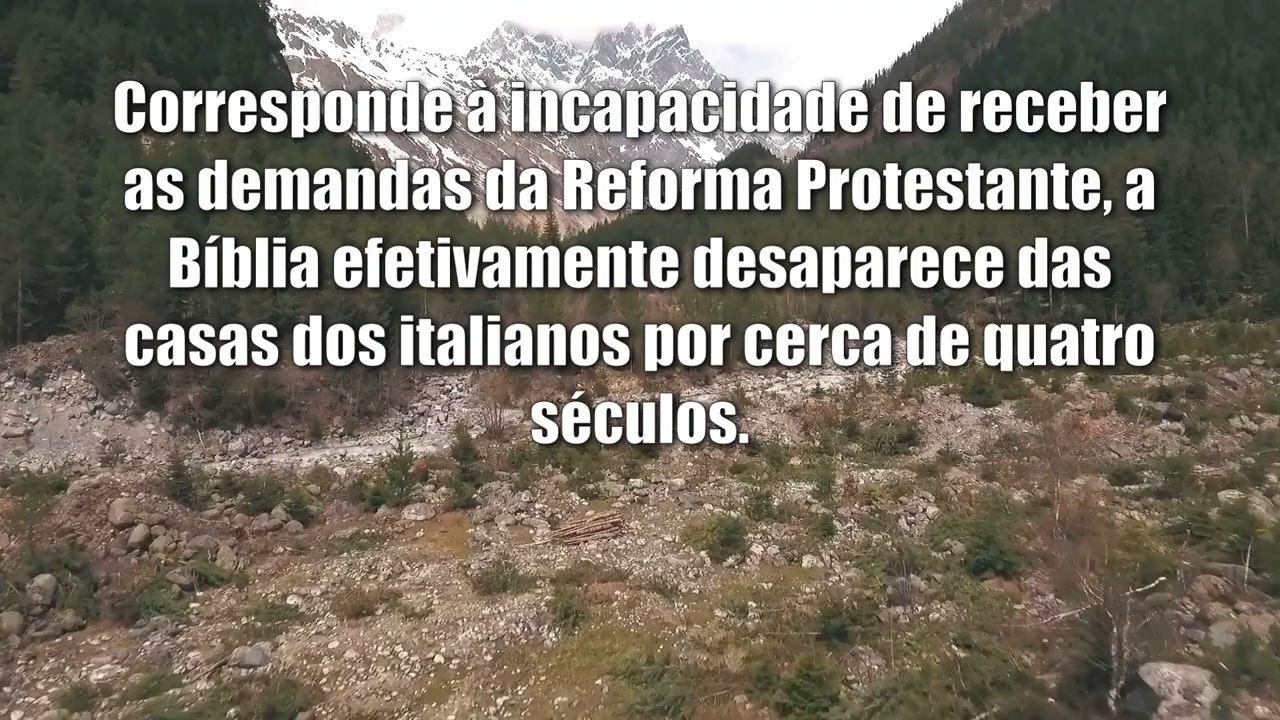 Corresponde à incapacidade de receber
as demandas da Reforma Protestante, a
Bíblia efetivamente desaparece das
casas dos italianos por cerca de quatro
séculos.